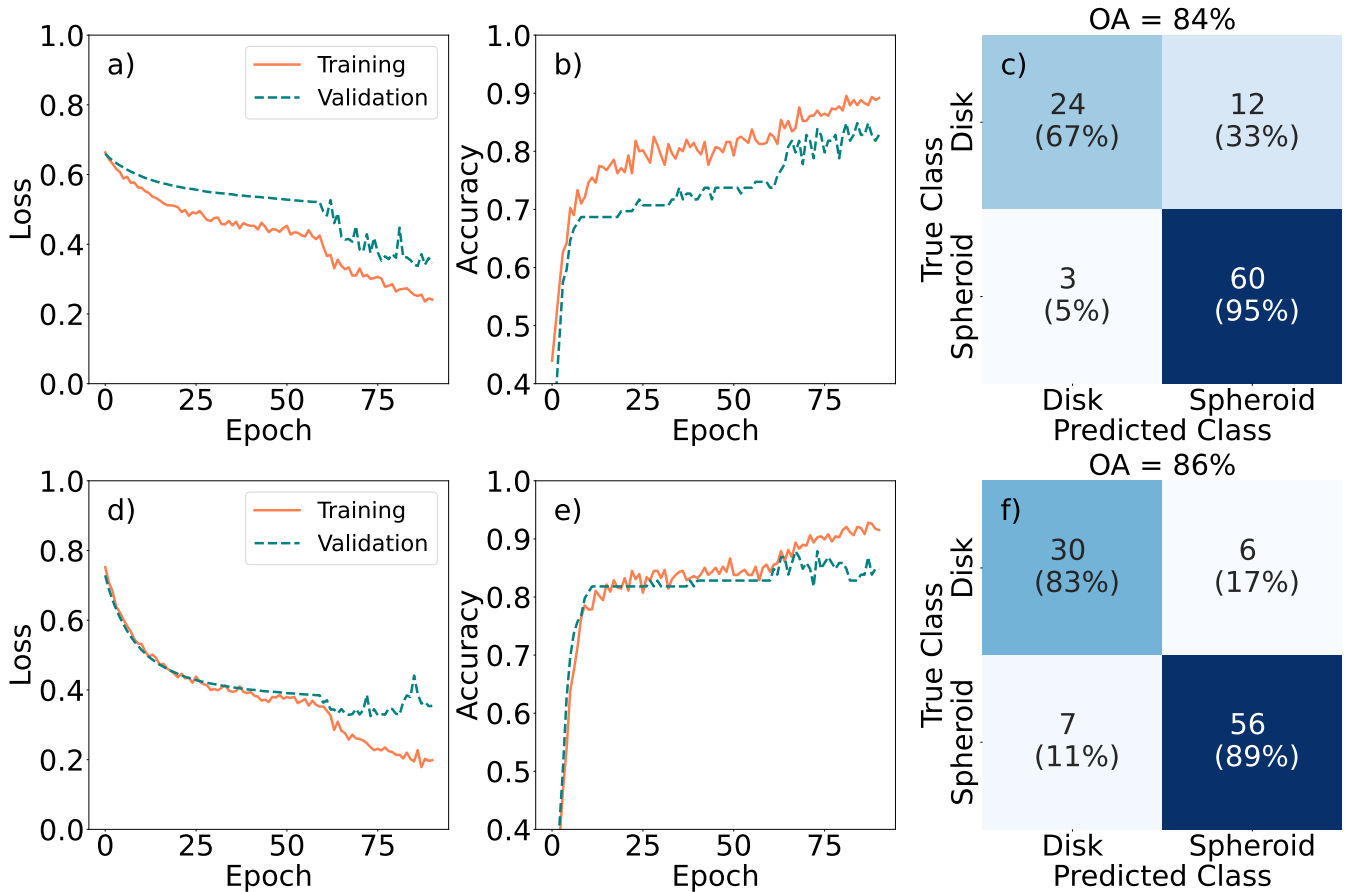 a)
Training
Validation
1.0
0.8
0.6
0.4
0.2
0.0
Loss
0
25
50
75
Epoch
b)
1.0
0.9
0.8
0.7
0.6
0.5
0.4
Accuracy
0
25
50
75
Epoch
OA = 84%
c)
24
(67%)
12
(33%)
3
(5%)
60
(95%)
True Class
Disk
Spheroid
Disk
Spheroid
Predicted Class
d)
Training
Validation
1.0
0.8
0.6
0.4
0.2
0.0
Loss
0
25
50
75
Epoch
e)
1.0
0.9
0.8
0.7
0.6
0.5
0.4
Accuracy
0
25
50
75
Epoch
OA = 86%
f)
30
(83%)
6
(17%)
7
(11%)
56
(89%)
True Class
Disk
Spheroid
Disk
Spheroid
Predicted Class